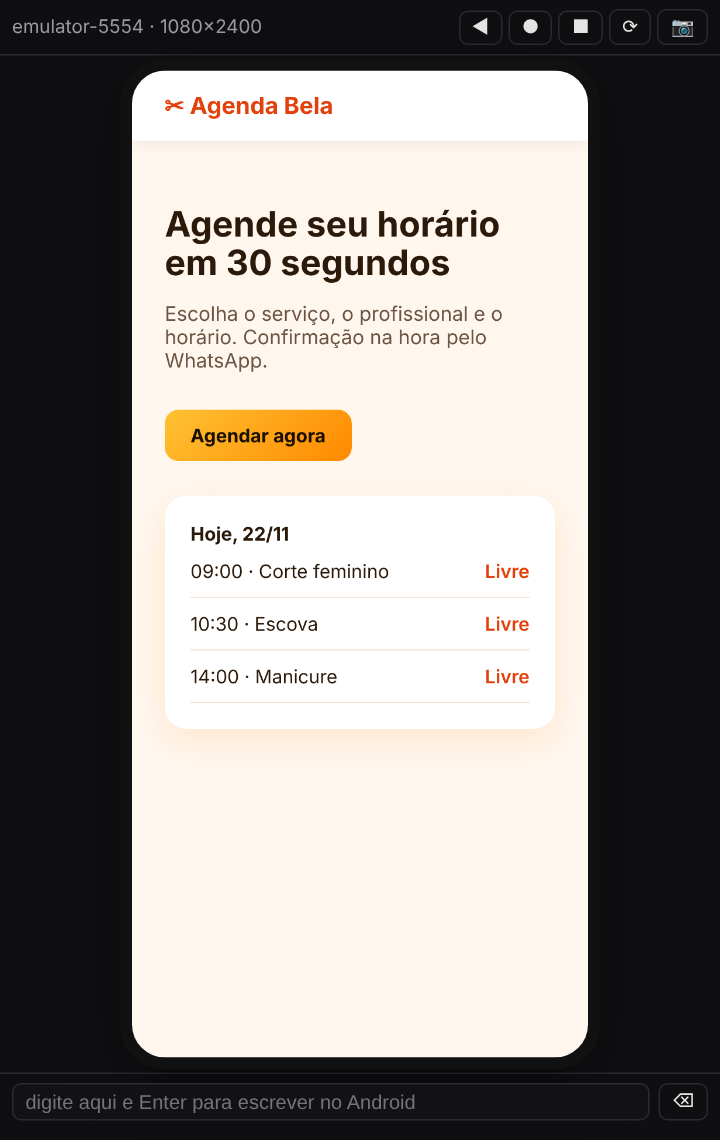 emulator-5554 · 1080×2400
✂ Agenda Bela
Agende seu horário
em 30 segundos
Escolha o serviço, o profissional e o
horário. Confirmação na hora pelo
WhatsApp.
Agendar agora
Hoje, 22/11
09:00 · Corte feminino Livre
10:30 · Escova Livre
14:00 · Manicure Livre
digite aqui e Enter para escrever no Android